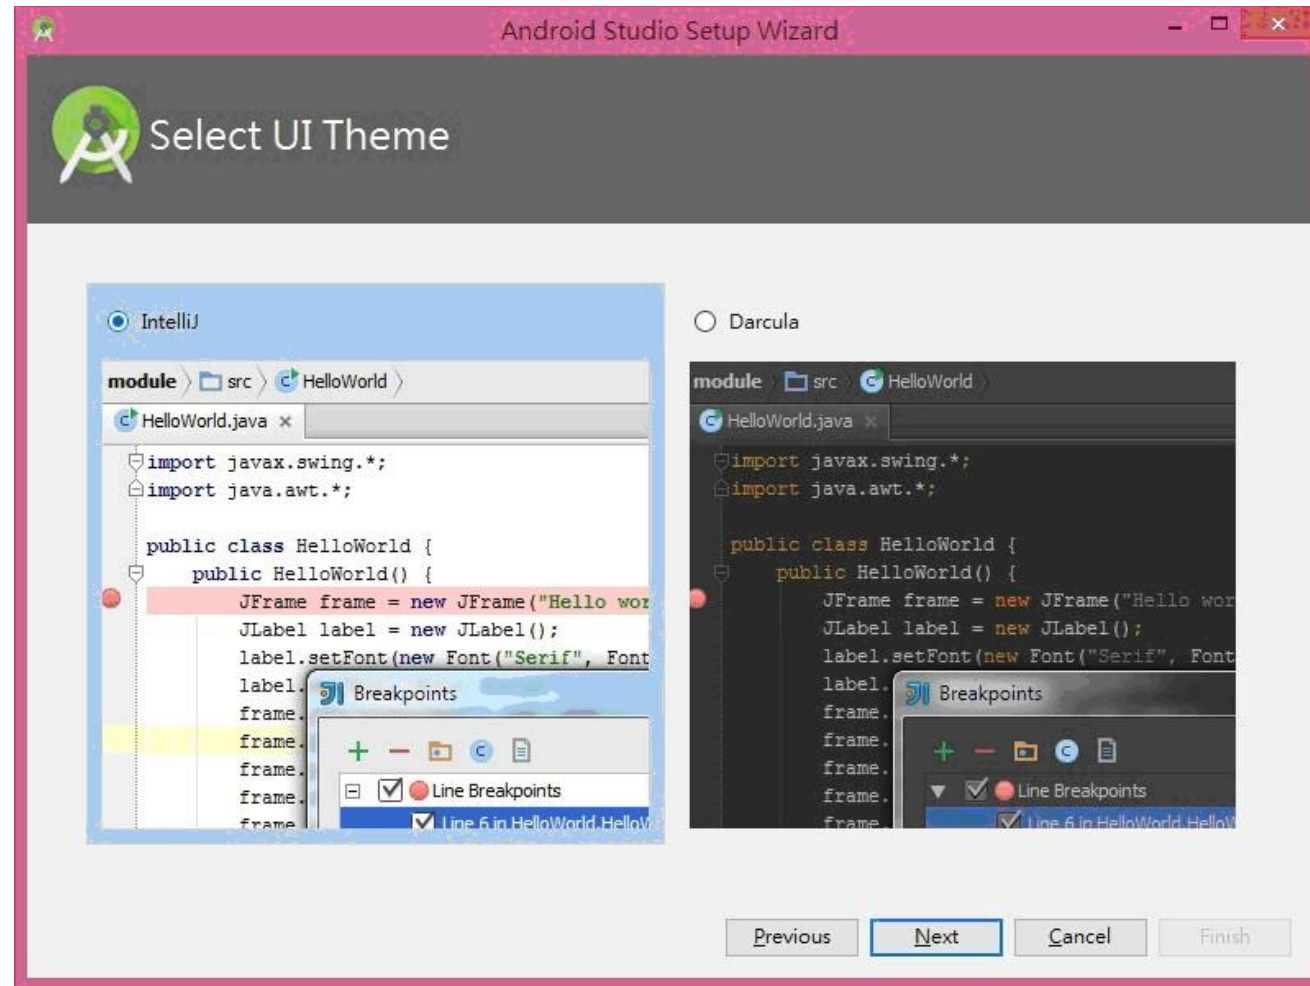 Android Studio Setup Wizard
Select UI Theme
IntelliJ
module src HelloWorld
HelloWorld.java
import javax.swing.*;
import java.awt.*;
public class HelloWorld {
public HelloWorld() {
JFrame frame = new JFrame("Hello wor
JLabel label = new JLabel();
label.setFont(new Font("Serif", Font
label.
frame.
frame.
frame.
frame.
frame
Breakpoints
Line Breakpoints
Line 6 in HelloWorld.HelloW
Darcula
module src HelloWorld
HelloWorld.java
import javax.swing.*;
import java.awt.*;
public class HelloWorld {
public HelloWorld() {
JFrame frame = new JFrame("Hello wor
JLabel label = new JLabel();
label.setFont(new Font("Serif", Font
label.
frame.
frame.
frame.
frame.
frame.
Breakpoints
Line Breakpoints
Line 6 in HelloWorld.HelloW
Previous Next Cancel Finish